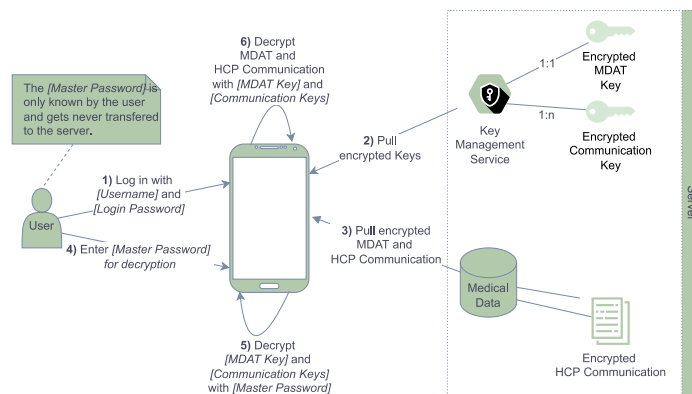 6) Decrypt
MDAT and
HCP Communication
with [MDAT Key] and
[Communication Keys]
The [Master Password] is
only known by the user
and gets never transfered
to the server.
1) Log in with
[Username] and
[Login Password]
User
4) Enter [Master Password]
for decryption
2) Pull
encrypted Keys
3) Pull encrypted
MDAT and
HCP Communication
5) Decrypt
[MDAT Key] and
[Communication Keys]
with [Master Password]
1:1
1:n
Key
Management
Service
Encrypted
MDAT
Key
Encrypted
Communication
Key
Medical
Data
Encrypted
HCP Communication
Server